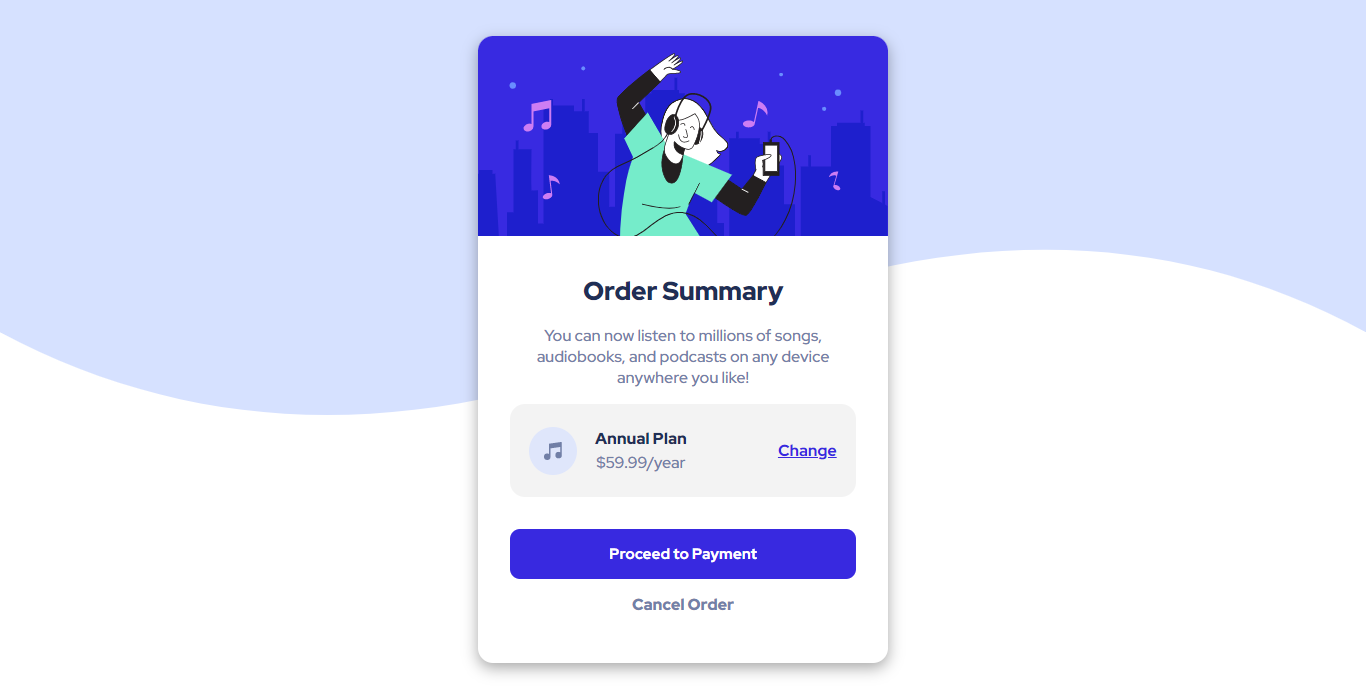 Order Summary
You can now listen to millions of songs,
audiobooks, and podcasts on any device
anywhere you like!
Annual Plan
$59.99/year
Change
Proceed to Payment
Cancel Order